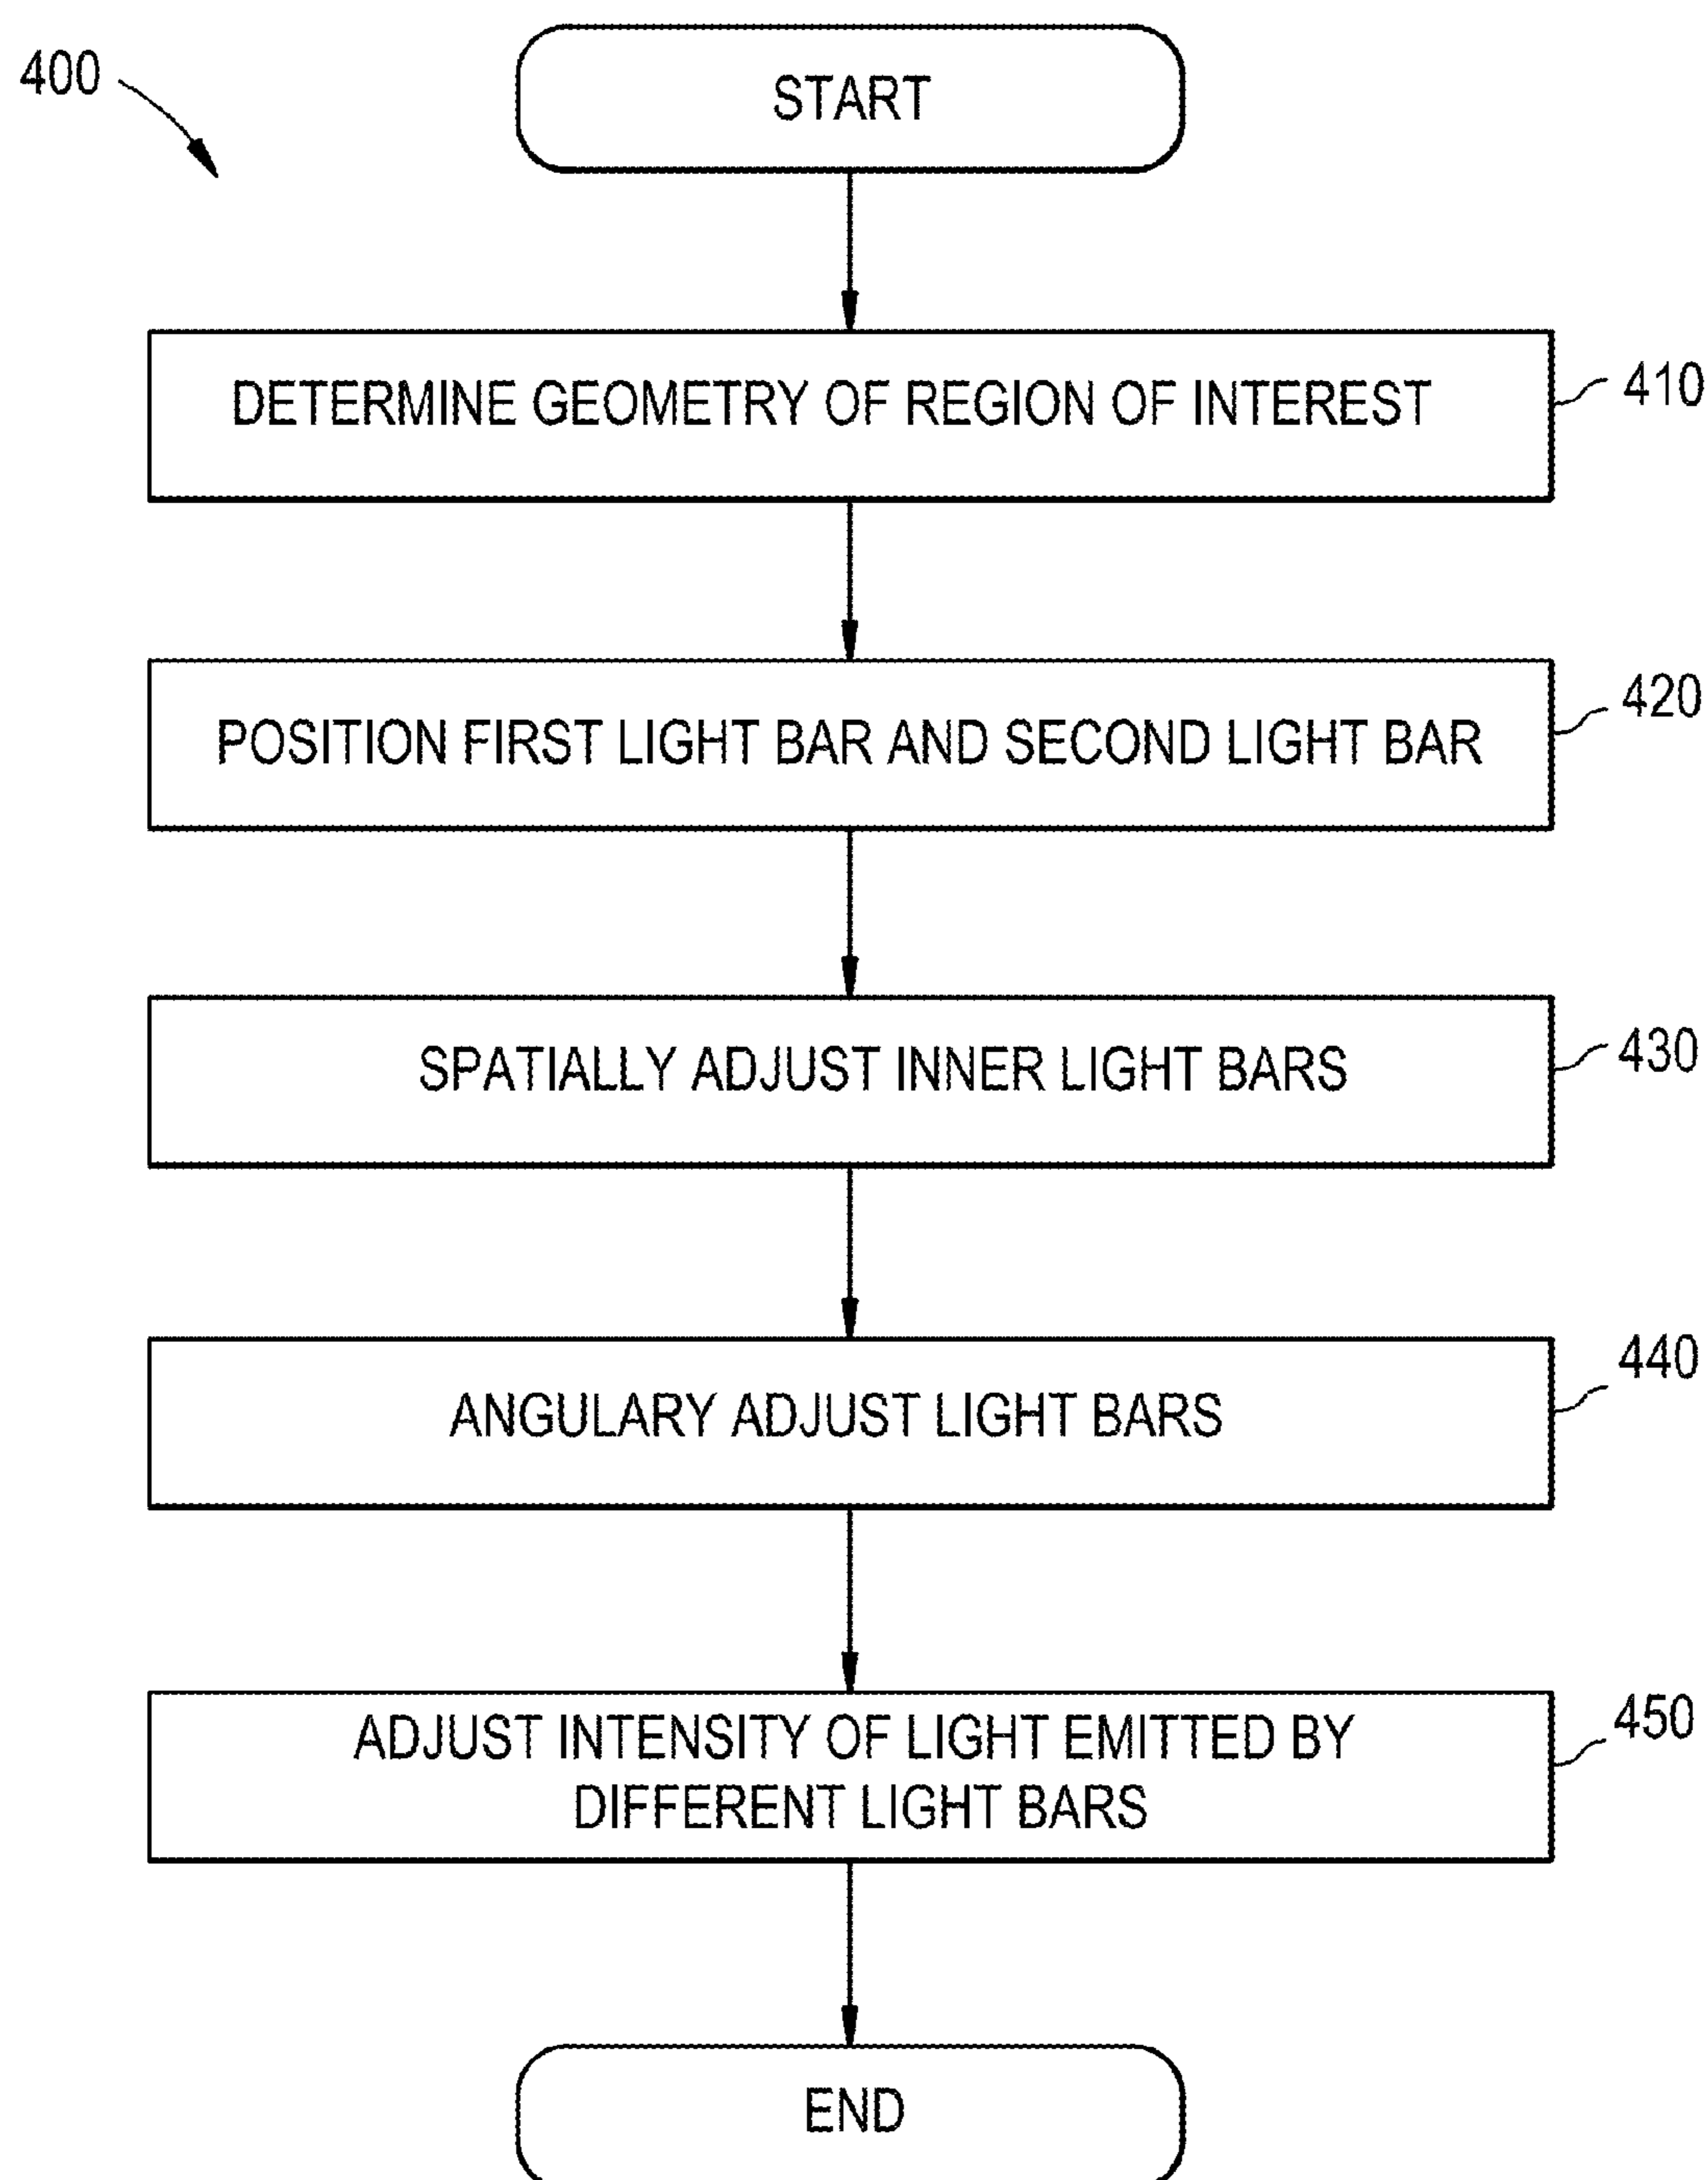 400
START
DETERMINE GEOMETRY OF REGION OF INTEREST
410
POSITION FIRST LIGHT BAR AND SECOND LIGHT BAR
420
SPATIALLY ADJUST INNER LIGHT BARS
430
ANGULARY ADJUST LIGHT BARS
440
ADJUST INTENSITY OF LIGHT EMITTED BY
DIFFERENT LIGHT BARS
450
END